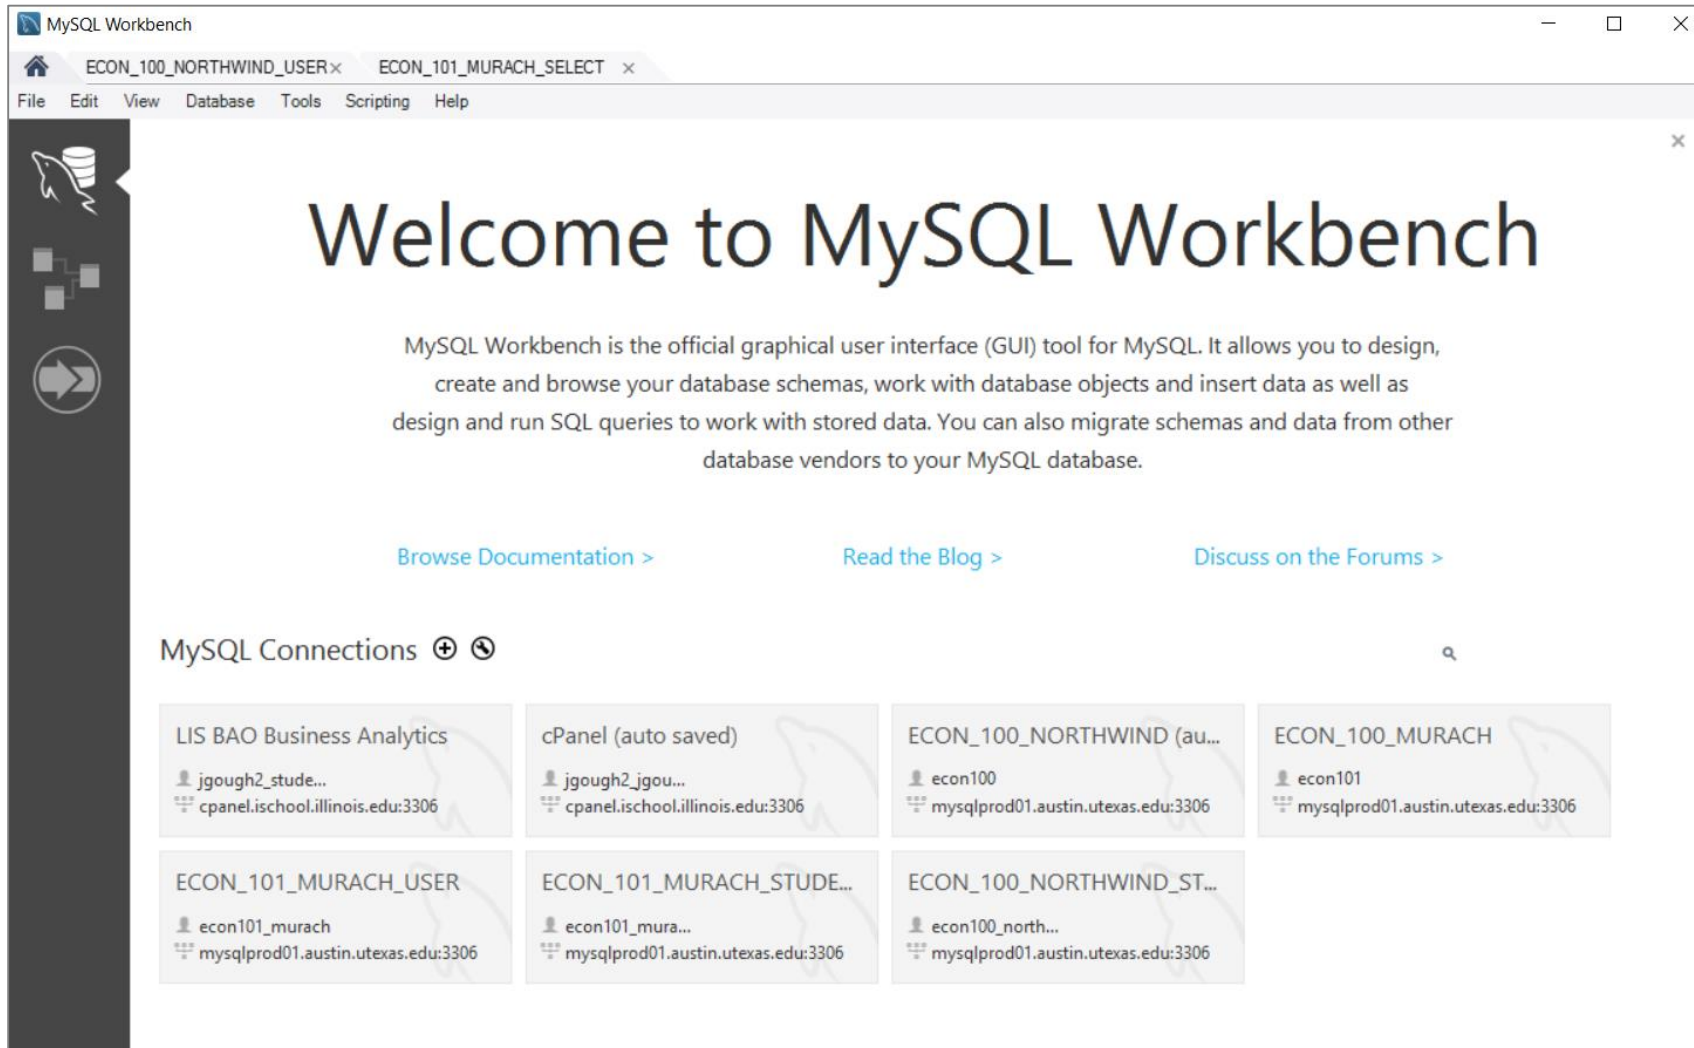 MySQL Workbench
ECON_100_NORTHWIND_USER× ECON_101_MURACH_SELECT ×
File Edit View Database Tools Scripting Help
Welcome to MySQL Workbench
MySQL Workbench is the official graphical user interface (GUI) tool for MySQL. It allows you to design,
create and browse your database schemas, work with database objects and insert data as well as
design and run SQL queries to work with stored data. You can also migrate schemas and data from other
database vendors to your MySQL database.
Browse Documentation > Read the Blog > Discuss on the Forums >
MySQL Connections
LIS BAO Business Analytics
jgough2_stude...
cpanel.ischool.illinois.edu:3306
cPanel (auto saved)
jgough2_jgou...
cpanel.ischool.illinois.edu:3306
ECON_100_NORTHWIND (au...
econ100
mysqlprod01.austin.utexas.edu:3306
ECON_100_MURACH
econ101
mysqlprod01.austin.utexas.edu:3306
ECON_101_MURACH_USER
econ101_murach
mysqlprod01.austin.utexas.edu:3306
ECON_101_MURACH_STUDE...
econ101_mura...
mysqlprod01.austin.utexas.edu:3306
ECON_100_NORTHWIND_ST...
econ100_north...
mysqlprod01.austin.utexas.edu:3306